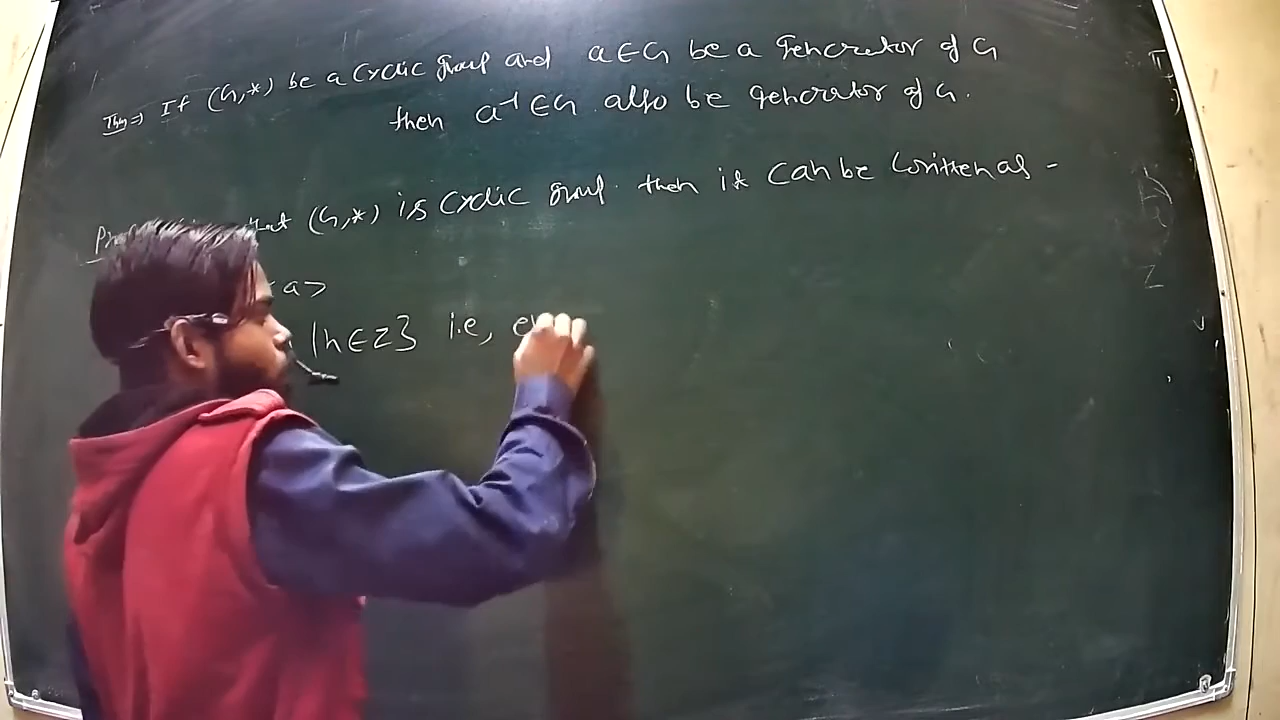 Thm⇒ If (G,*) be a cyclic group and a∈G be a generator of G
then a⁻¹∈G also be generator of G.
that (G,*) is cyclic group. then it can be written as -
<a>
|n∈Z} i.e,